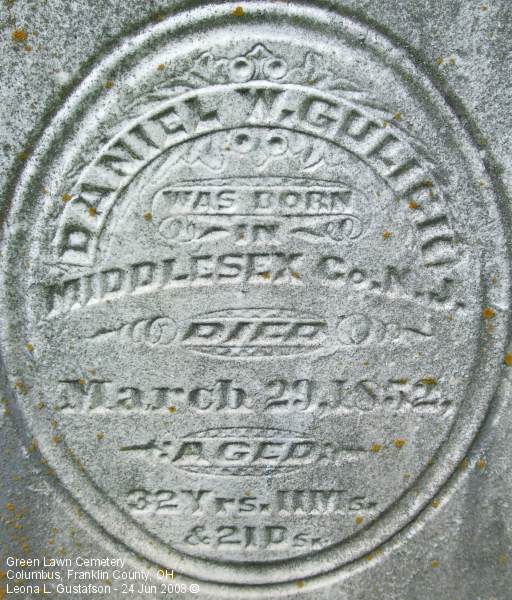 DANIEL W. GULICK
WAS BORN
IN
MIDDLESEX Co., N.J.
DIED
March 29, 1852,
AGED
32 Yrs. 11 Ms.
& 21 Ds.
Green Lawn Cemetery
Columbus, Franklin County, OH
Leona L. Gustafson - 24 Jun 2008 ©